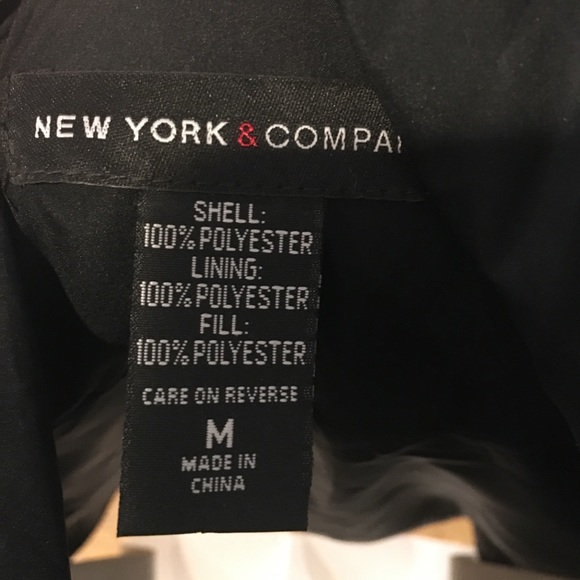 NEW YORK & COMPA
SHELL:
100% POLYESTER
LINING:
100% POLYESTER
FILL:
100% POLYESTER
CARE ON REVERSE
M
MADE IN
CHINA